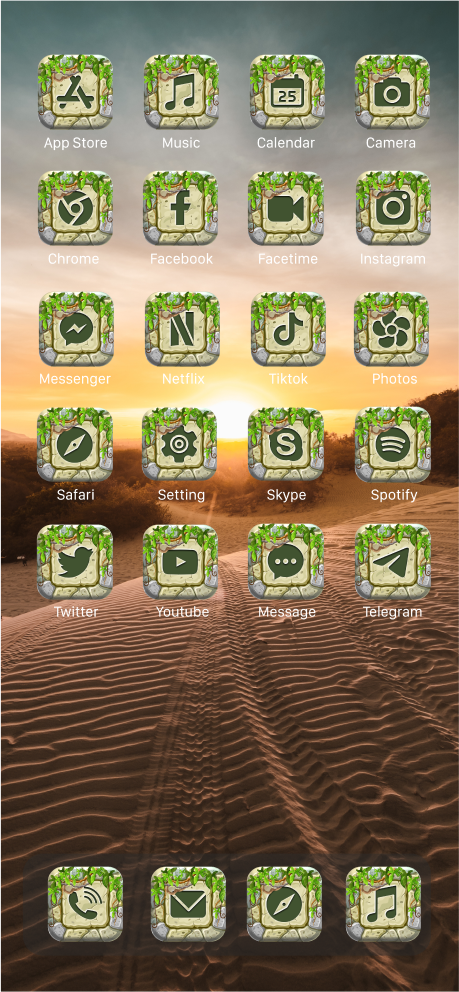 App Store Music Calendar Camera
25
Chrome Facebook Facetime Instagram
Messenger Netflix Tiktok Photos
Safari Setting Skype Spotify
Twitter Youtube Message Telegram